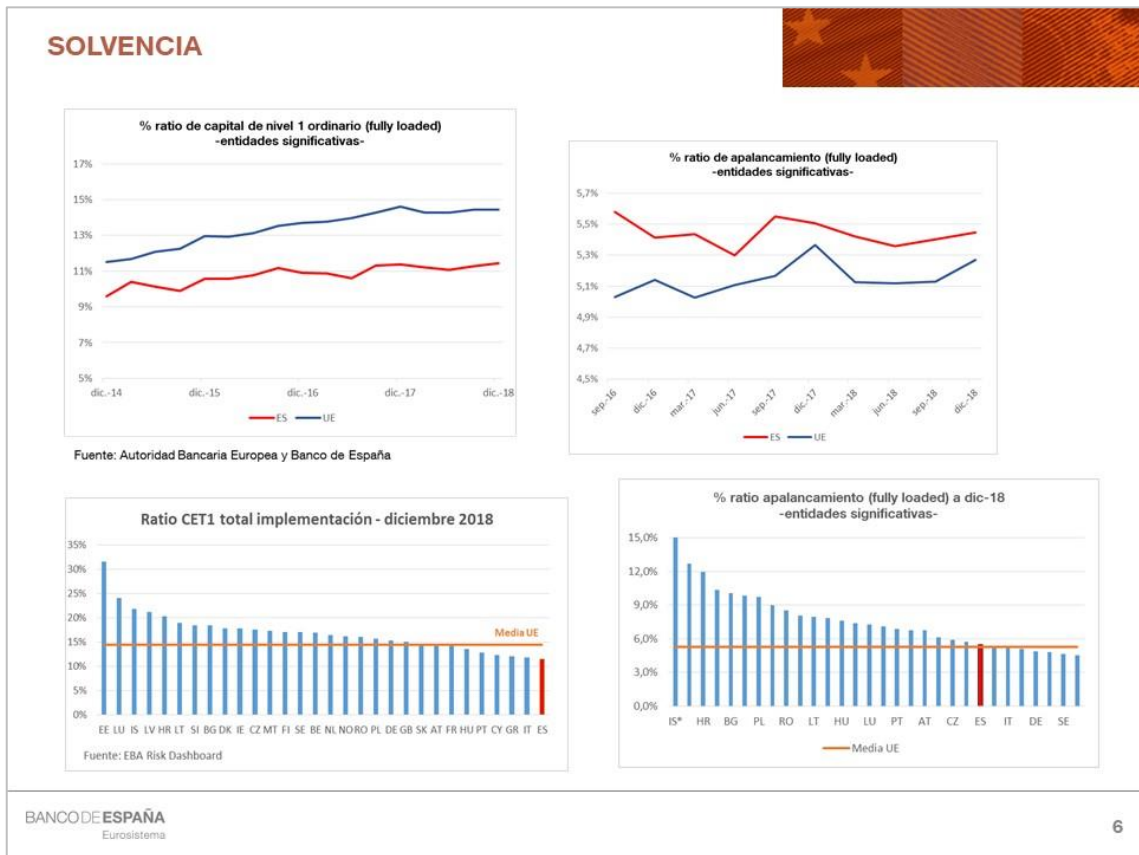 SOLVENCIA
% ratio de capital de nivel 1 ordinario (fully loaded)
-entidades significativas-
17%
15%
13%
11%
9%
7%
5%
dic.-14
dic.-15
dic.-16
dic.-17
dic.-18
ES
UE
Fuente: Autoridad Bancaria Europea y Banco de España
% ratio de apalancamiento (fully loaded)
-entidades significativas-
5,7%
5,5%
5,3%
5,1%
4,9%
4,7%
4,5%
sep.-16
dic.-16
mar.-17
jun.-17
sep.-17
dic.-17
mar.-18
jun.-18
sep.-18
dic.-18
ES
UE
Ratio CET1 total implementación - diciembre 2018
35%
30%
25%
20%
15%
10%
5%
0%
Media UE
EE LU IS LV HR LT SI BG DK IE CZ MT FI SE BE NL NO RO PL DE GB SK AT FR HU PT CY GR IT ES
Fuente: EBA Risk Dashboard
% ratio apalancamiento (fully loaded) a dic-18
-entidades significativas-
15,0%
12,0%
9,0%
6,0%
3,0%
0,0%
IS* HR BG PL RO LT HU LU PT AT CZ ES IT DE SE
Media UE
BANCO DE ESPAÑA
Eurosistema
6